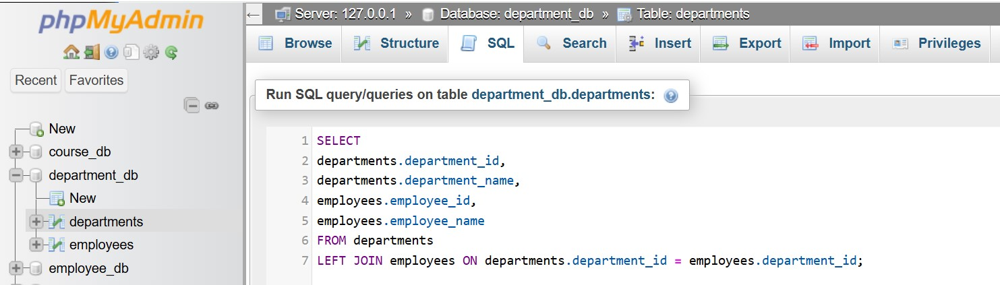 phpMyAdmin
Recent Favorites
New
course_db
department_db
New
departments
employees
employee_db
Server: 127.0.0.1 » Database: department_db » Table: departments
Browse Structure SQL Search Insert Export Import Privileges
Run SQL query/queries on table department_db.departments:
1 SELECT
2 departments.department_id,
3 departments.department_name,
4 employees.employee_id,
5 employees.employee_name
6 FROM departments
7 LEFT JOIN employees ON departments.department_id = employees.department_id;